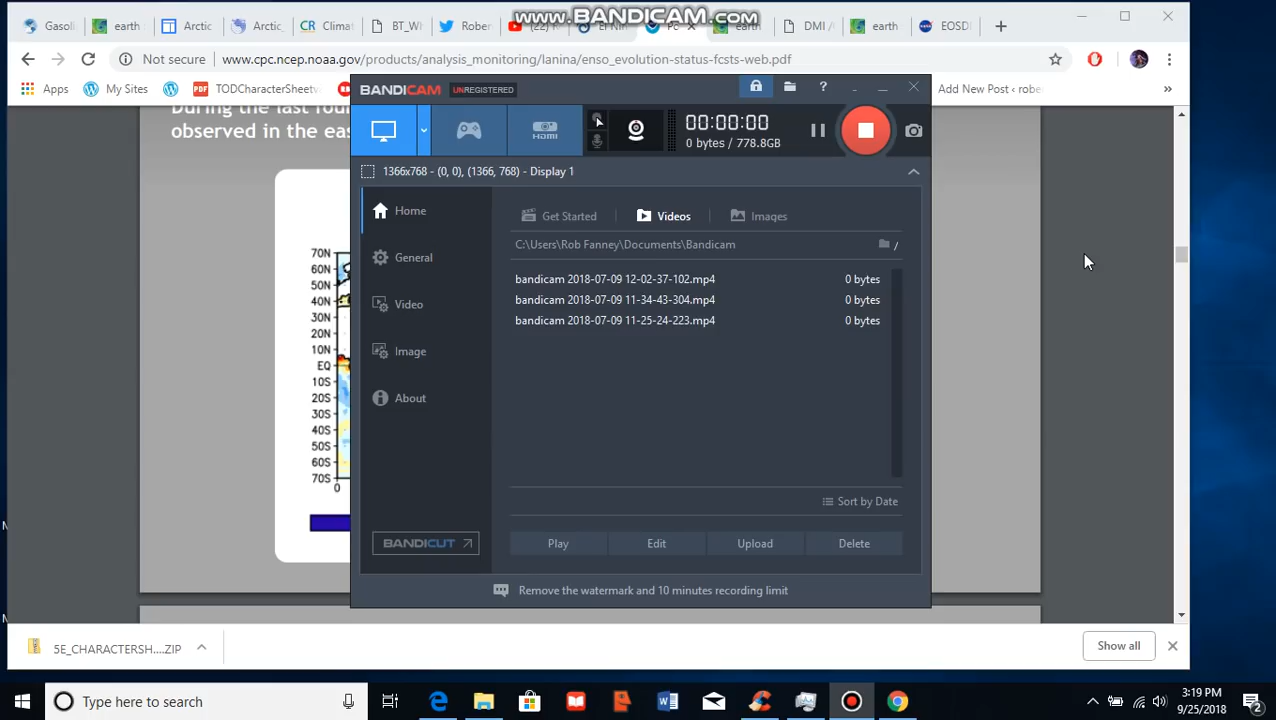 www.BANDICAM.com
Gasoli
earth
Arctic
Arctic
Climat
BT_WI
Rober
(22)
El Niñ
earth
DMI / A
earth
EOSD
Not secure
www.cpc.ncep.noaa.gov/products/analysis_monitoring/lanina/enso_evolution-status-fcsts-web.pdf
Apps
My Sites
TODCharacterSheetv
Add New Post ‹ robe
»
During the last fou
observed in the eas
70N
60N
50N
40N
30N
20N
10N
EQ
10S
20S
30S
40S
50S
60S
70S
0
BANDICAM
UNREGISTERED
HDMI
00:00:00
0 bytes / 778.8GB
1366x768 - (0, 0), (1366, 768) - Display 1
Home
General
Video
Image
About
BANDICUT
Get Started
Videos
Images
C:\Users\Rob Fanney\Documents\Bandicam
/
bandicam 2018-07-09 12-02-37-102.mp4 0 bytes
bandicam 2018-07-09 11-34-43-304.mp4 0 bytes
bandicam 2018-07-09 11-25-24-223.mp4 0 bytes
Sort by Date
Play
Edit
Upload
Delete
Remove the watermark and 10 minutes recording limit
5E_CHARACTERSH....ZIP
Show all
Type here to search
3:19 PM
9/25/2018
2